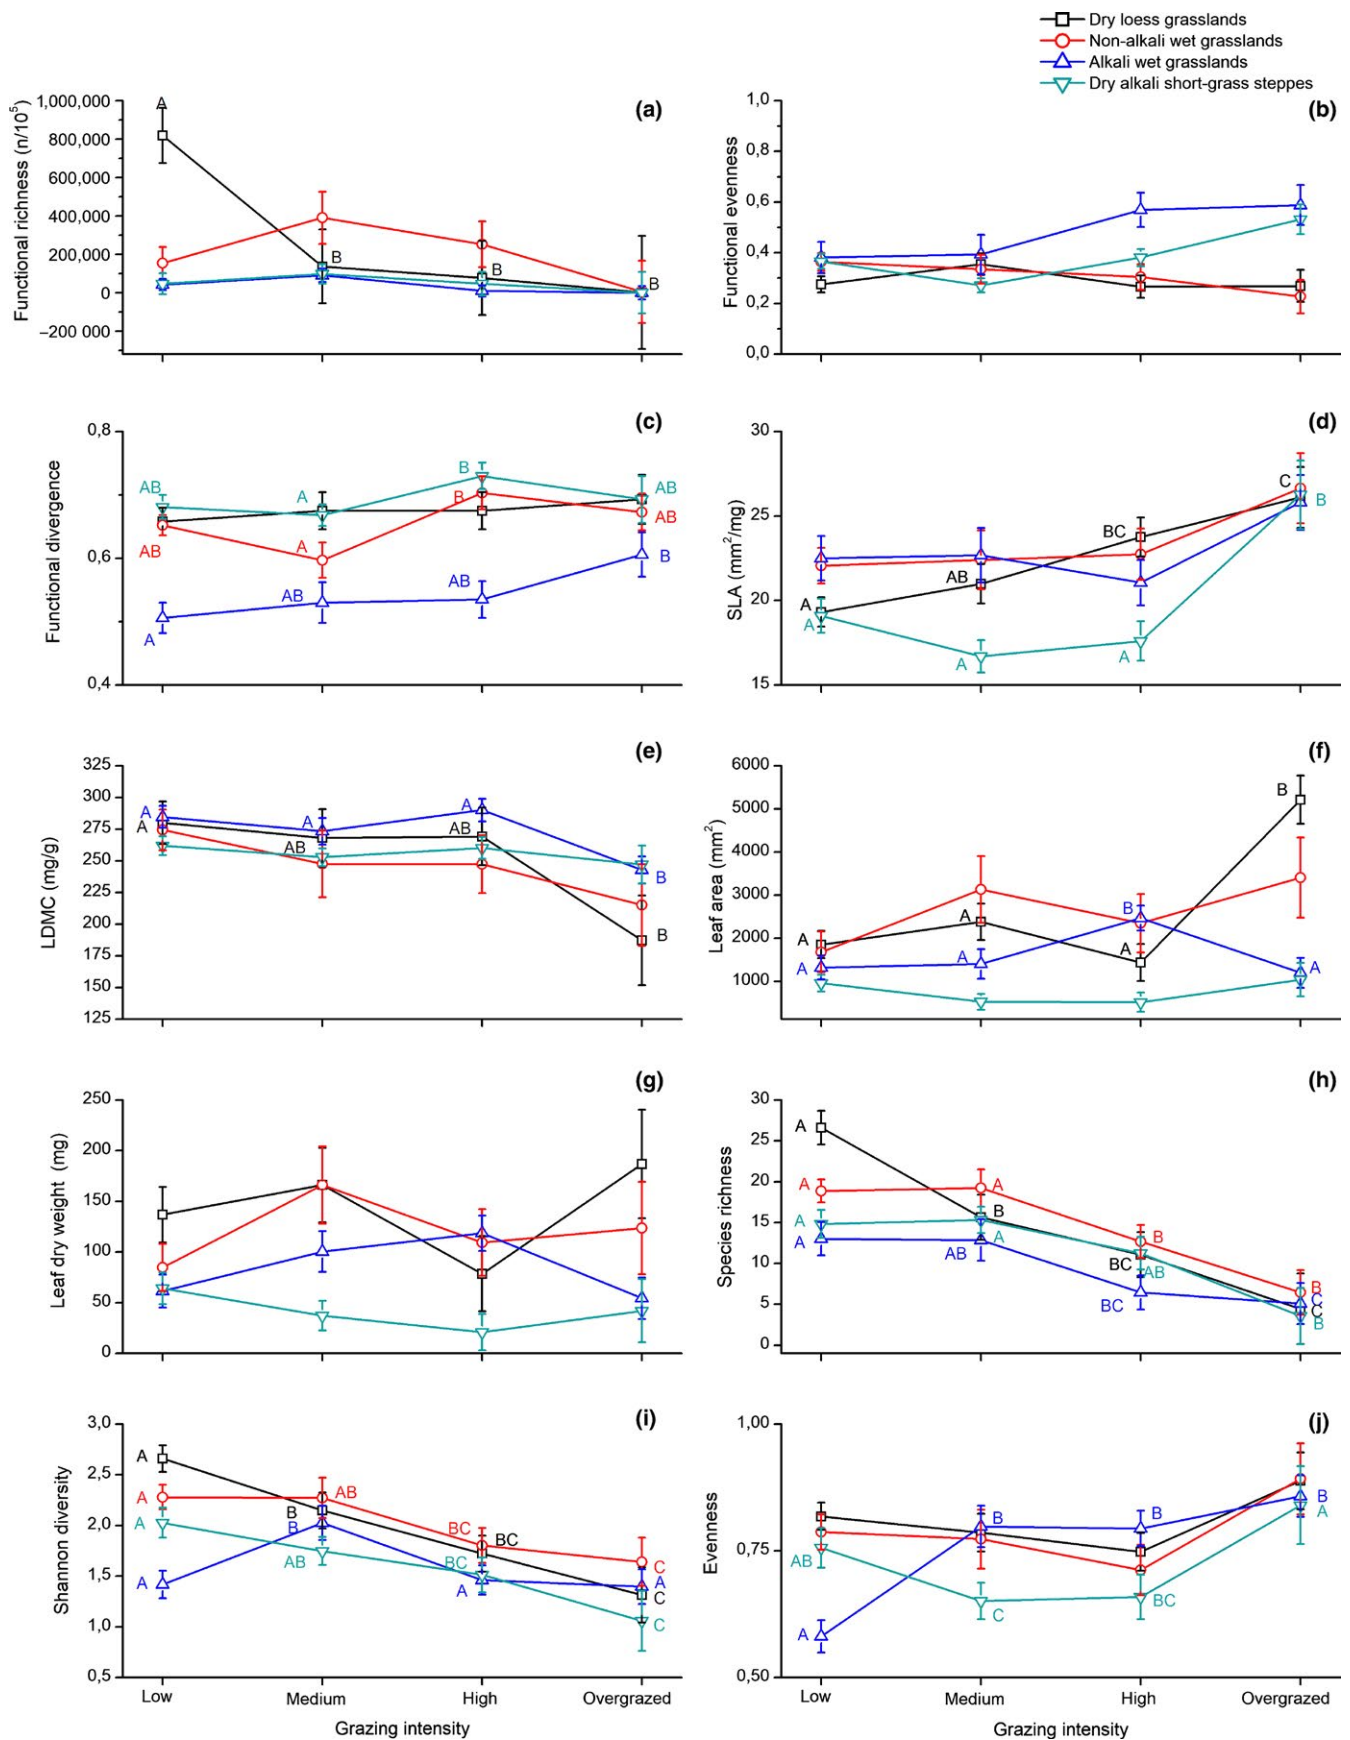 Dry loess grasslands
Non-alkali wet grasslands
Alkali wet grasslands
Dry alkali short-grass steppes
(a)
Functional richness (n/10⁵)
1,000,000
800,000
600,000
400,000
200,000
0
−200 000
A
B
B
B
(b)
Functional evenness
1,0
0,8
0,6
0,4
0,2
0,0
(c)
Functional divergence
0,8
0,6
0,4
AB
A
B
AB
AB
A
B
AB
A
AB
AB
B
(d)
SLA (mm²/mg)
30
25
20
15
A
AB
BC
C
A
A
A
B
(e)
LDMC (mg/g)
325
300
275
250
225
200
175
150
125
A
A
A
B
A
AB
AB
B
(f)
Leaf area (mm²)
6000
5000
4000
3000
2000
1000
A
A
A
B
A
A
B
A
(g)
Leaf dry weight (mg)
250
200
150
100
50
0
(h)
Species richness
30
25
20
15
10
5
0
A
B
BC
C
A
A
B
B
A
A
AB
B
A
AB
BC
C
(i)
Shannon diversity
3,0
2,5
2,0
1,5
1,0
0,5
A
B
BC
C
A
AB
BC
C
A
AB
BC
C
A
B
A
A
Low
Medium
High
Overgrazed
Grazing intensity
(j)
Evenness
1,00
0,75
0,50
AB
C
BC
A
A
B
B
B
Low
Medium
High
Overgrazed
Grazing intensity